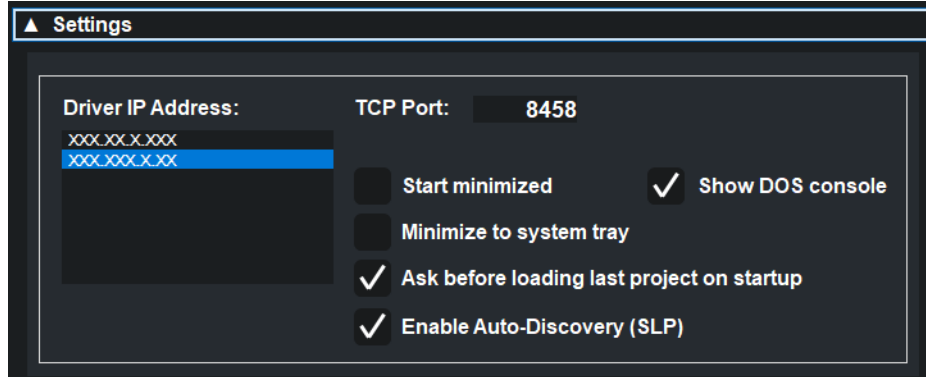 ▲ Settings
Driver IP Address:
XXX.XX.X.XXX
XXX.XXX.X.XX
TCP Port: 8458
Start minimized
Show DOS console
Minimize to system tray
Ask before loading last project on startup
Enable Auto-Discovery (SLP)